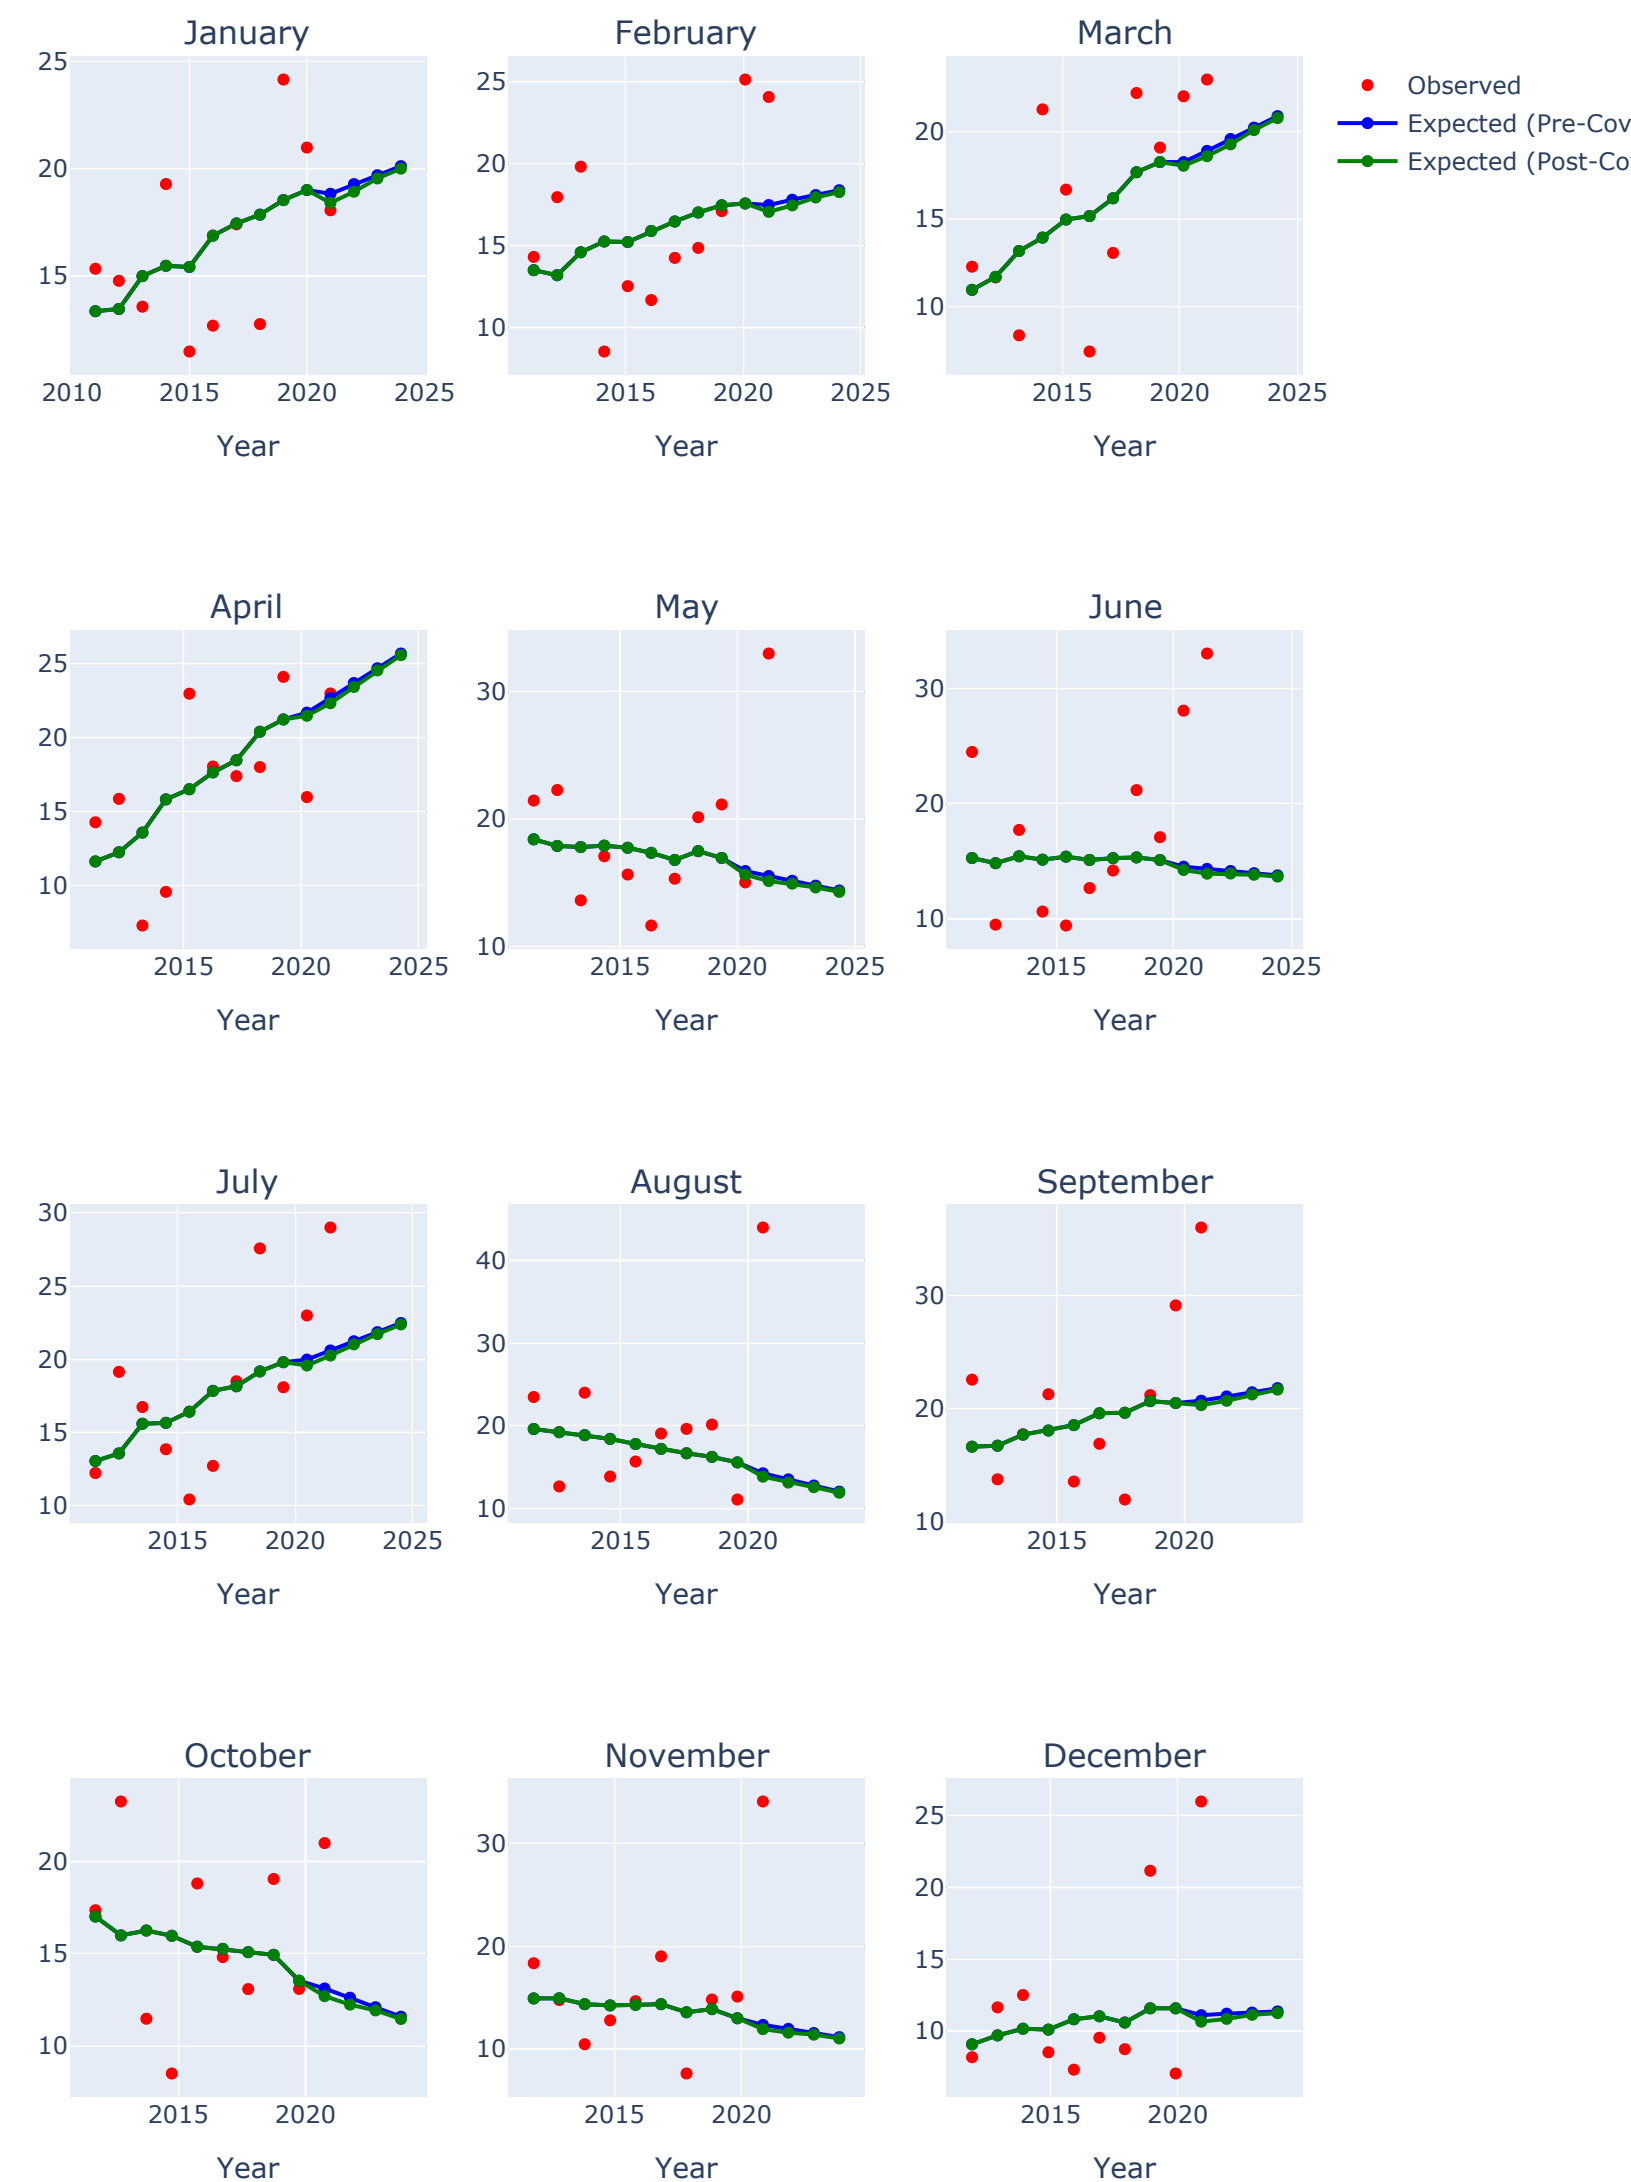 January
February
March
25
20
15
2010 2015 2020 2025
Year
25
20
15
10
2015 2020 2025
Year
20
15
10
2015 2020 2025
Year
Observed
Expected (Pre-Cov
Expected (Post-Co
April
May
June
25
20
15
10
2015 2020 2025
Year
30
20
10
2015 2020 2025
Year
30
20
10
2015 2020 2025
Year
July
August
September
30
25
20
15
10
2015 2020 2025
Year
40
30
20
10
2015 2020
Year
30
20
10
2015 2020
Year
October
November
December
20
15
10
2015 2020
Year
30
20
10
2015 2020
Year
25
20
15
10
2015 2020
Year